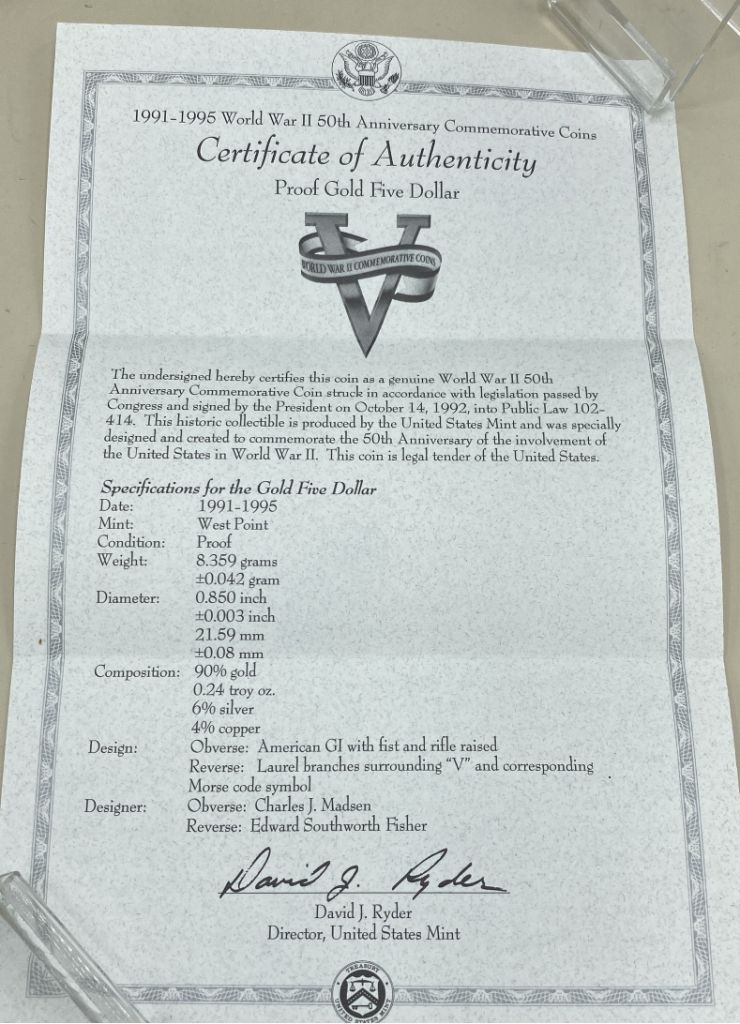 1991-1995 World War II 50th Anniversary Commemorative Coins
Certificate of Authenticity
Proof Gold Five Dollar
WORLD WAR II COMMEMORATIVE COINS
The undersigned hereby certifies this coin as a genuine World War II 50th
Anniversary Commemorative Coin struck in accordance with legislation passed by
Congress and signed by the President on October 14, 1992, into Public Law 102-
414. This historic collectible is produced by the United States Mint and was specially
designed and created to commemorate the 50th Anniversary of the involvement of
the United States in World War II. This coin is legal tender of the United States.
Specifications for the Gold Five Dollar
Date: 1991-1995
Mint: West Point
Condition: Proof
Weight: 8.359 grams
±0.042 gram
Diameter: 0.850 inch
±0.003 inch
21.59 mm
±0.08 mm
Composition: 90% gold
0.24 troy oz.
6% silver
4% copper
Design: Obverse: American GI with fist and rifle raised
Reverse: Laurel branches surrounding "V" and corresponding
Morse code symbol
Designer: Obverse: Charles J. Madsen
Reverse: Edward Southworth Fisher
David J. Ryder
David J. Ryder
Director, United States Mint
TREASURY
UNITED STATES MINT